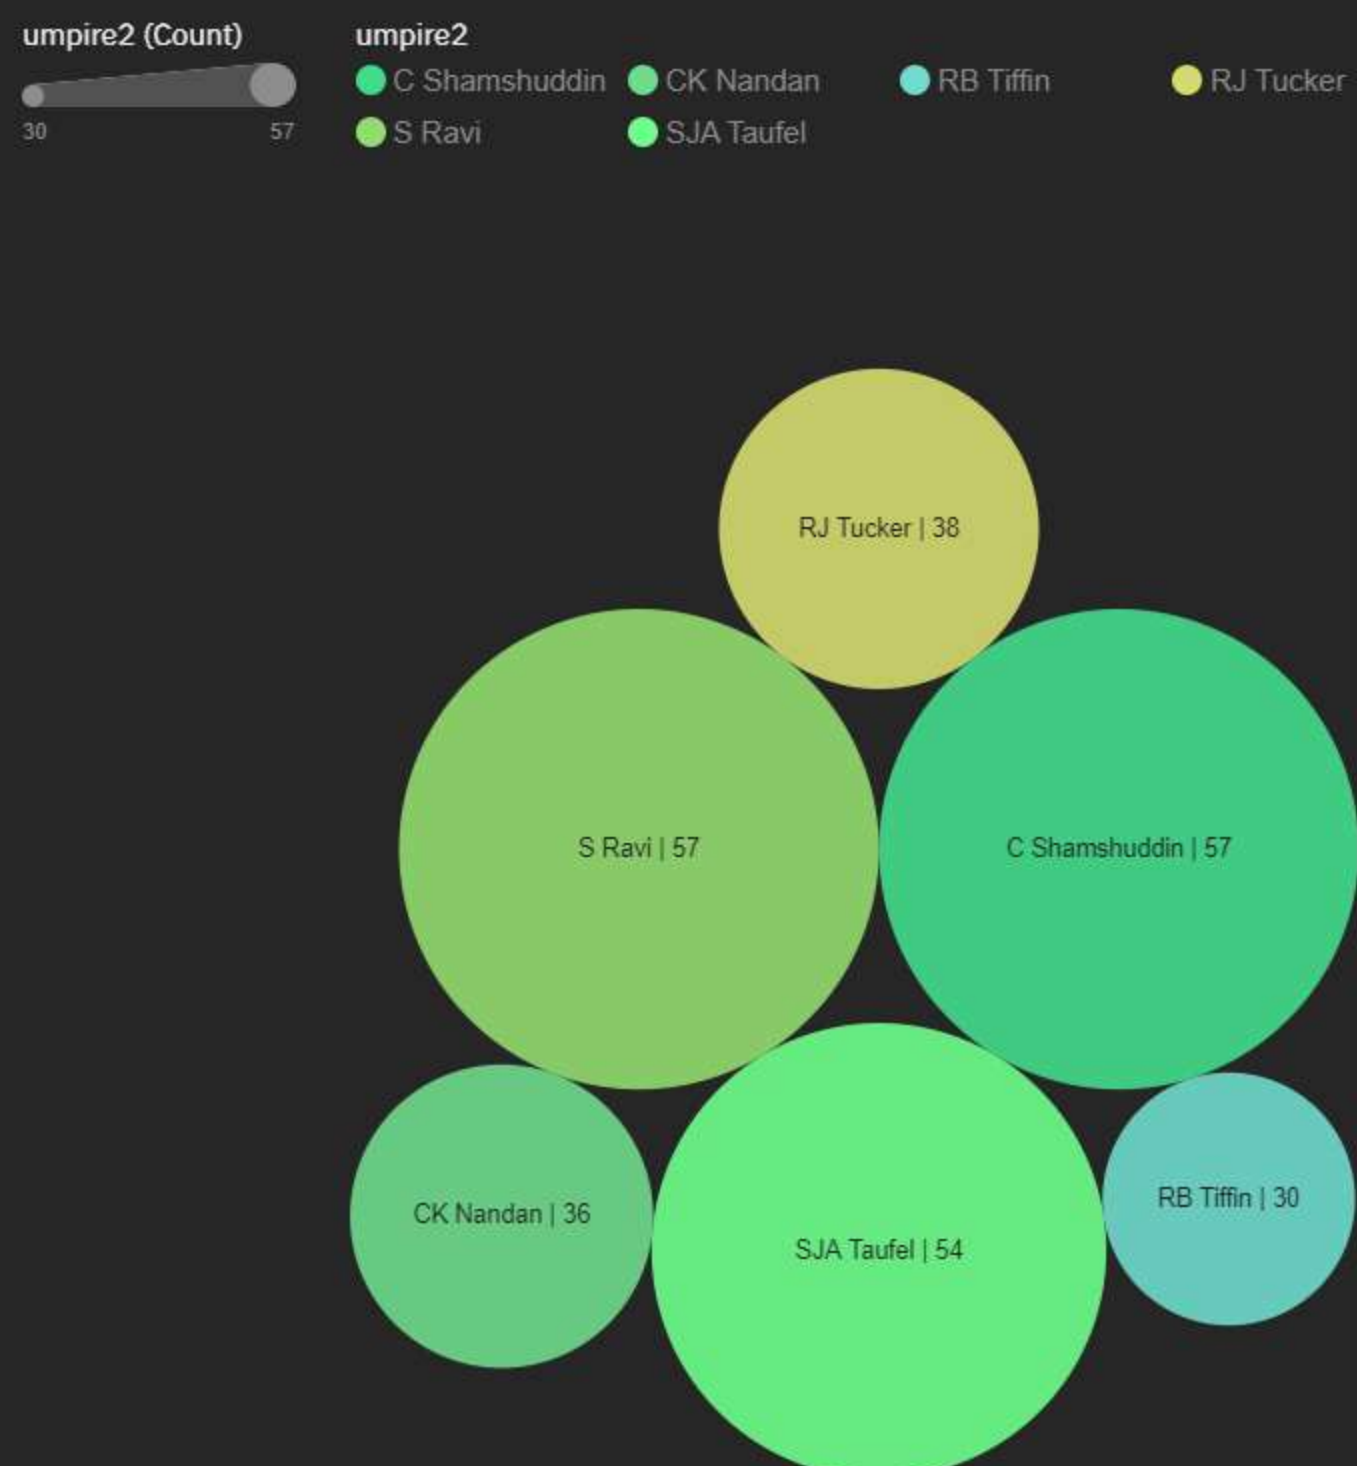 umpire2 (Count)
30 57
umpire2
C Shamshuddin CK Nandan RB Tiffin RJ Tucker
S Ravi SJA Taufel
RJ Tucker | 38
S Ravi | 57
C Shamshuddin | 57
CK Nandan | 36
SJA Taufel | 54
RB Tiffin | 30